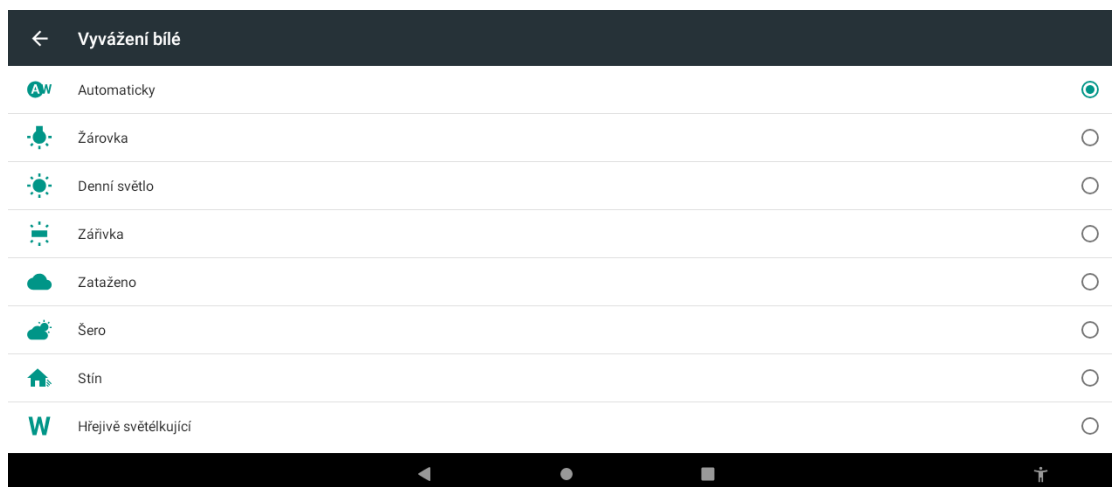 Vyvážení bílé
AW Automaticky
Žárovka
Denní světlo
Zářivka
Zataženo
Šero
Stín
W Hřejivě světélkující